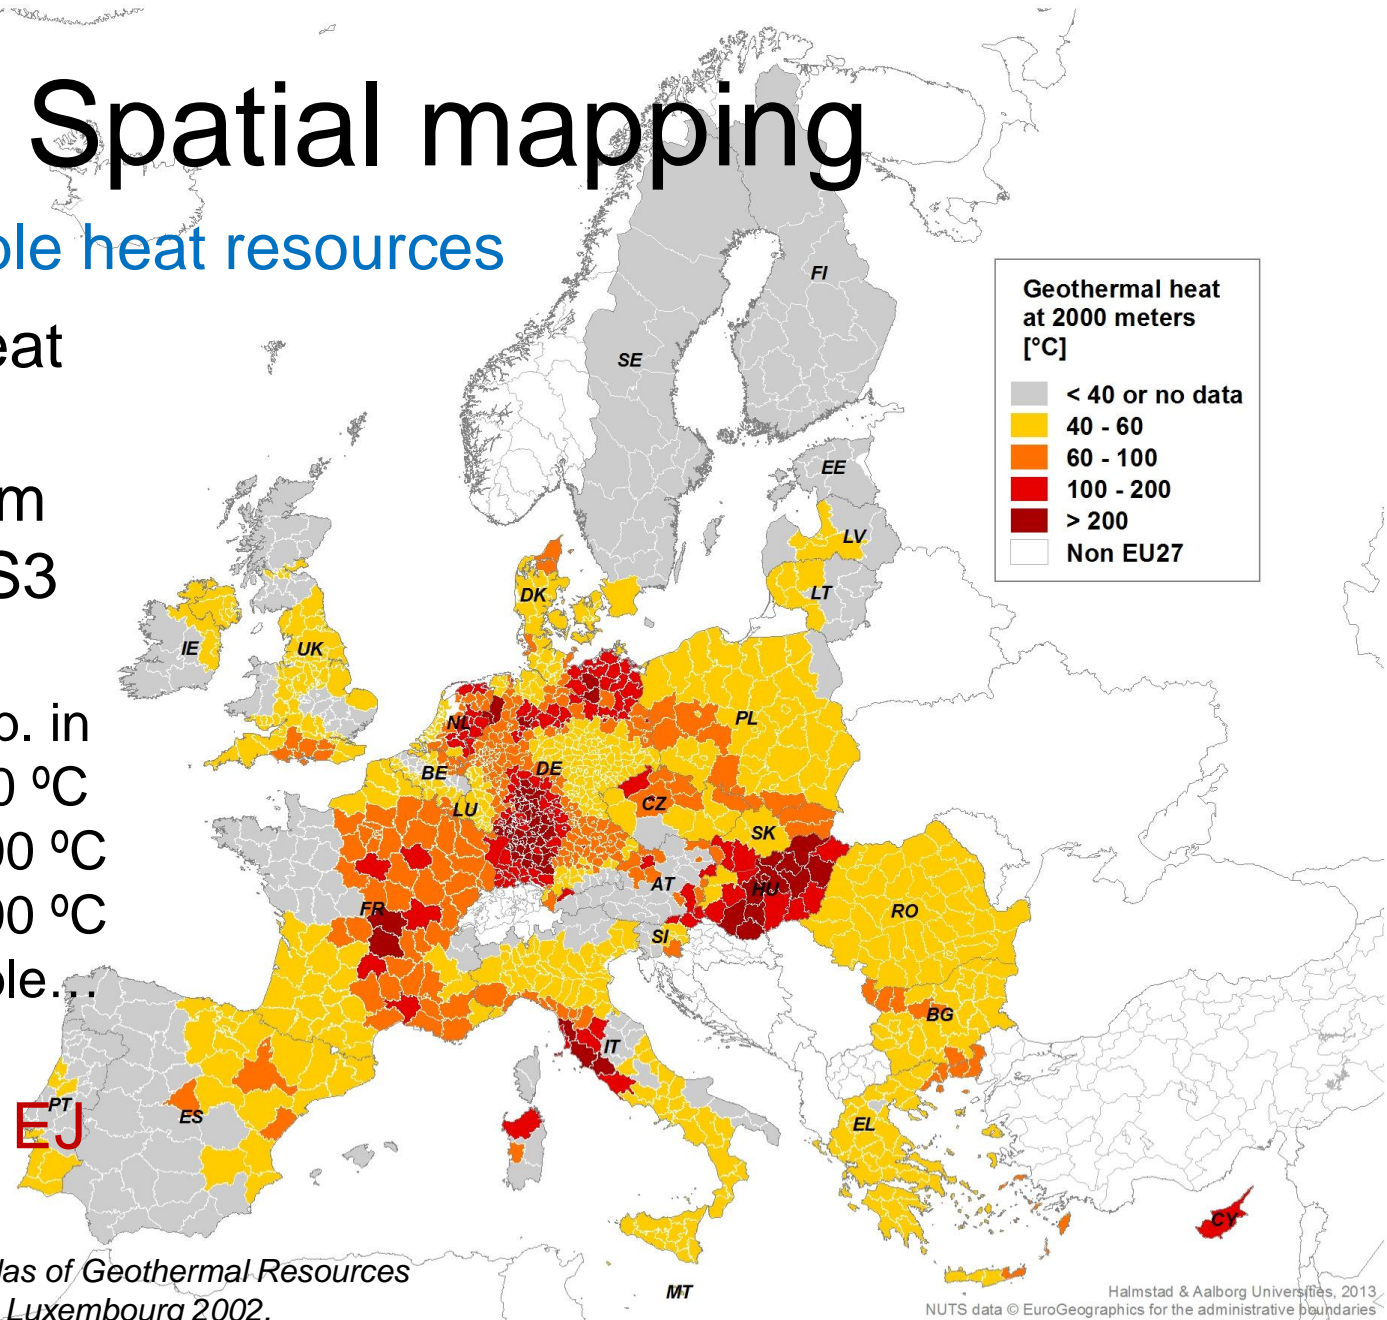 Spatial mapping
ble heat resources
eat
m
S3
p. in
0 ºC
00 ºC
00 ºC
ble…
EJ
las of Geothermal Resources
Luxembourg 2002.
Geothermal heat
at 2000 meters
[°C]
< 40 or no data
40 - 60
60 - 100
100 - 200
> 200
Non EU27
FI
SE
EE
LV
LT
DK
IE
UK
NL
PL
BE
DE
LU
CZ
SK
AT
HU
FR
RO
SI
BG
IT
PT
ES
EL
CY
MT
Halmstad & Aalborg Universities, 2013
NUTS data © EuroGeographics for the administrative boundaries